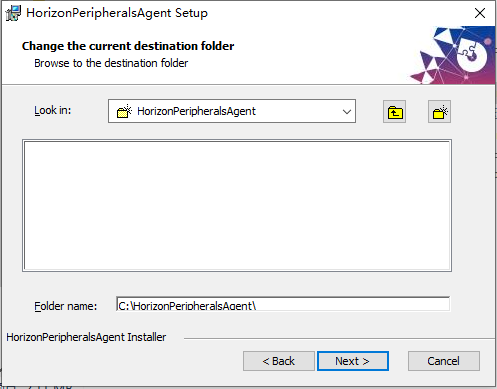 HorizonPeripheralsAgent Setup
Change the current destination folder
Browse to the destination folder
Look in:
HorizonPeripheralsAgent
Folder name:
C:\HorizonPeripheralsAgent\
HorizonPeripheralsAgent Installer
< Back
Next >
Cancel